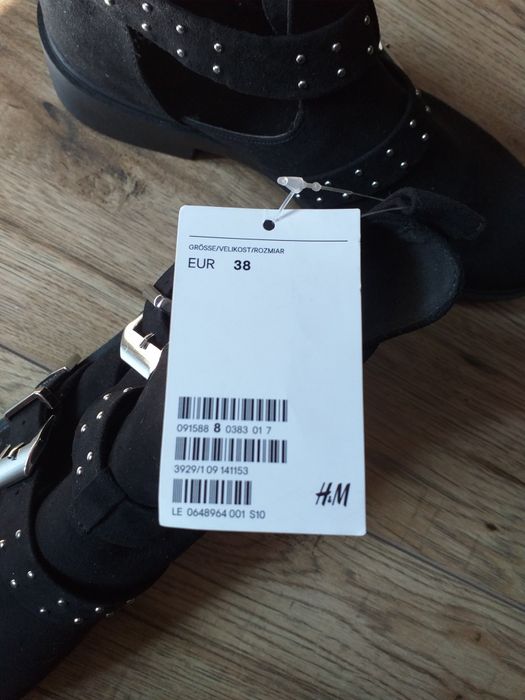 GRÖSSE/VELIKOST/ROZMIAR
EUR 38
091588 8 0383 01 7
3929/1 09 141153
LE 0648964 001 S10
H&M